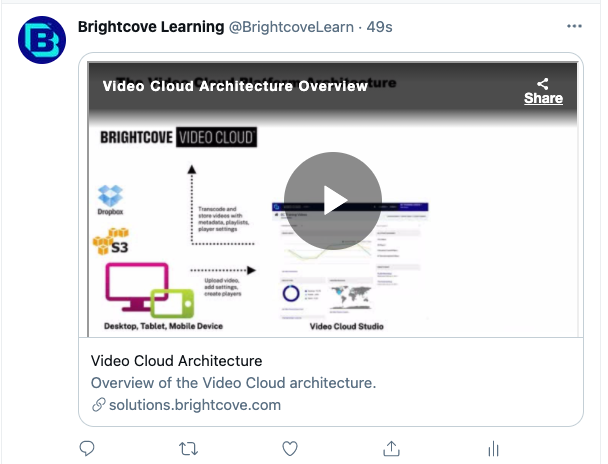 Brightcove Learning @BrightcoveLearn · 49s
The Video Cloud Platform Architecture
Video Cloud Architecture Overview
Share
BRIGHTCOVE VIDEO CLOUD
Dropbox
Transcode and
store videos with
metadata, playlists,
player settings
S3
Upload video,
add settings,
create players
Desktop, Tablet, Mobile Device
Video Cloud Studio
Video Cloud Architecture
Overview of the Video Cloud architecture.
solutions.brightcove.com